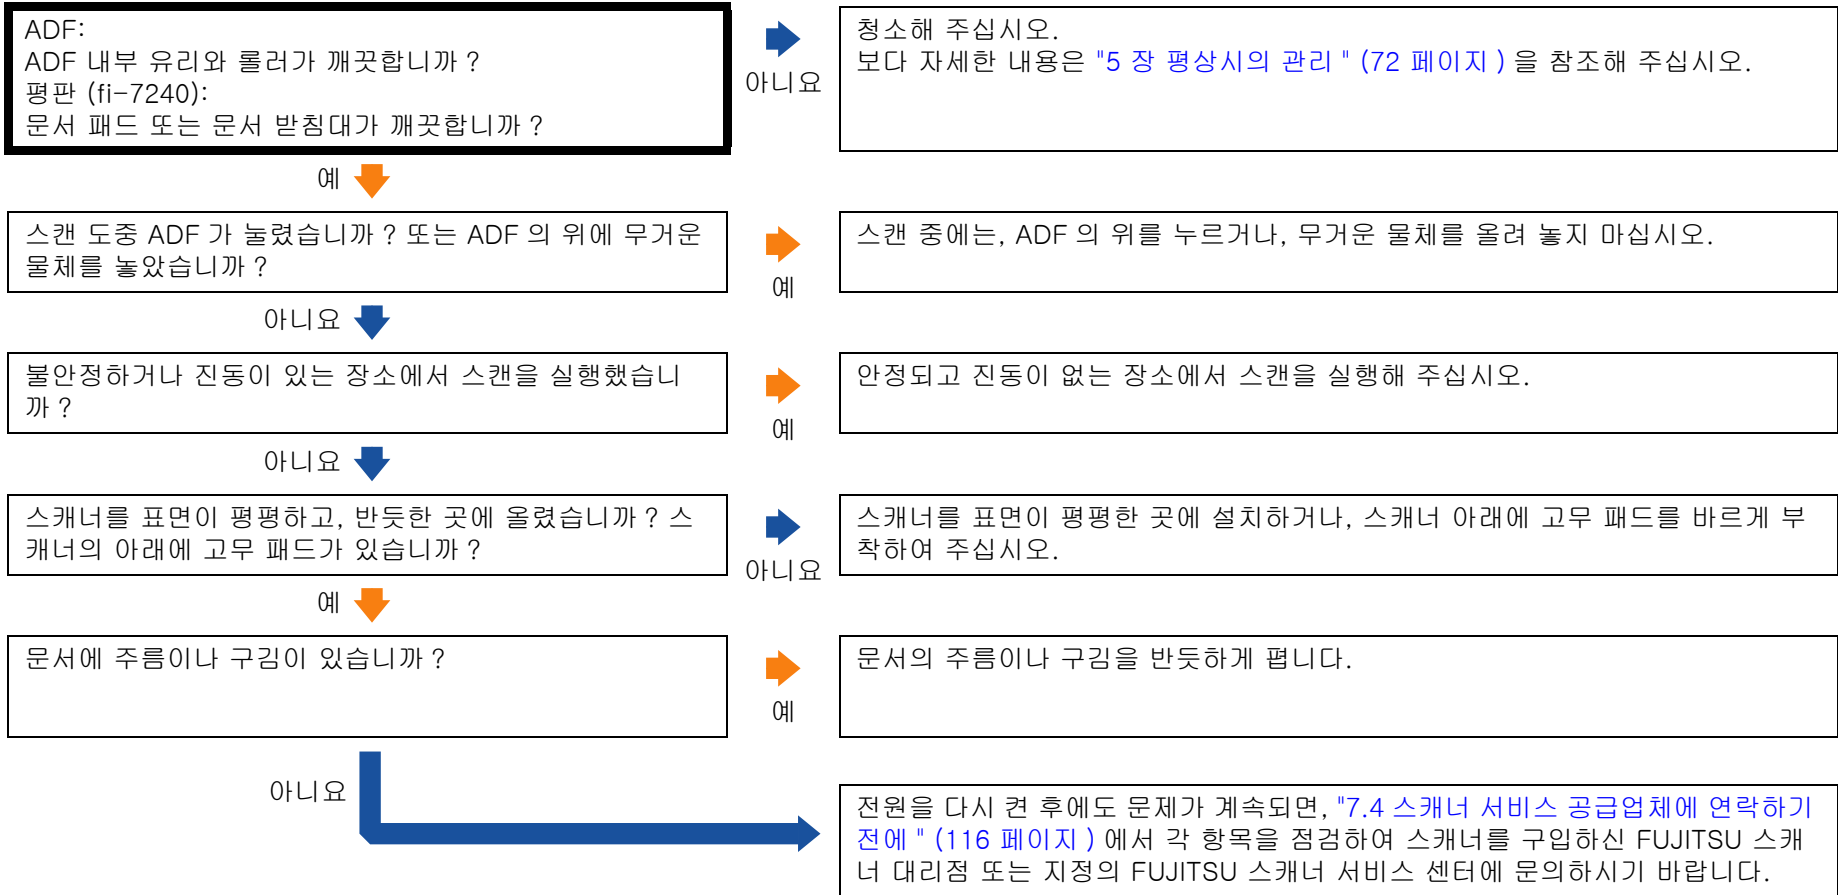 ADF:
ADF 내부 유리와 롤러가 깨끗합니까 ?
평판 (fi-7240):
문서 패드 또는 문서 받침대가 깨끗합니까 ?
아니요
청소해 주십시오.
보다 자세한 내용은 "5 장 평상시의 관리 " (72 페이지 ) 을 참조해 주십시오.
예
스캔 도중 ADF 가 눌렸습니까 ? 또는 ADF 의 위에 무거운
물체를 놓았습니까 ?
예
스캔 중에는, ADF 의 위를 누르거나, 무거운 물체를 올려 놓지 마십시오.
아니요
불안정하거나 진동이 있는 장소에서 스캔을 실행했습니
까 ?
예
안정되고 진동이 없는 장소에서 스캔을 실행해 주십시오.
아니요
스캐너를 표면이 평평하고, 반듯한 곳에 올렸습니까 ? 스
캐너의 아래에 고무 패드가 있습니까 ?
아니요
스캐너를 표면이 평평한 곳에 설치하거나, 스캐너 아래에 고무 패드를 바르게 부
착하여 주십시오.
예
문서에 주름이나 구김이 있습니까 ?
예
문서의 주름이나 구김을 반듯하게 폅니다.
아니요
전원을 다시 켠 후에도 문제가 계속되면, "7.4 스캐너 서비스 공급업체에 연락하기
전에 " (116 페이지 ) 에서 각 항목을 점검하여 스캐너를 구입하신 FUJITSU 스캐
너 대리점 또는 지정의 FUJITSU 스캐너 서비스 센터에 문의하시기 바랍니다.